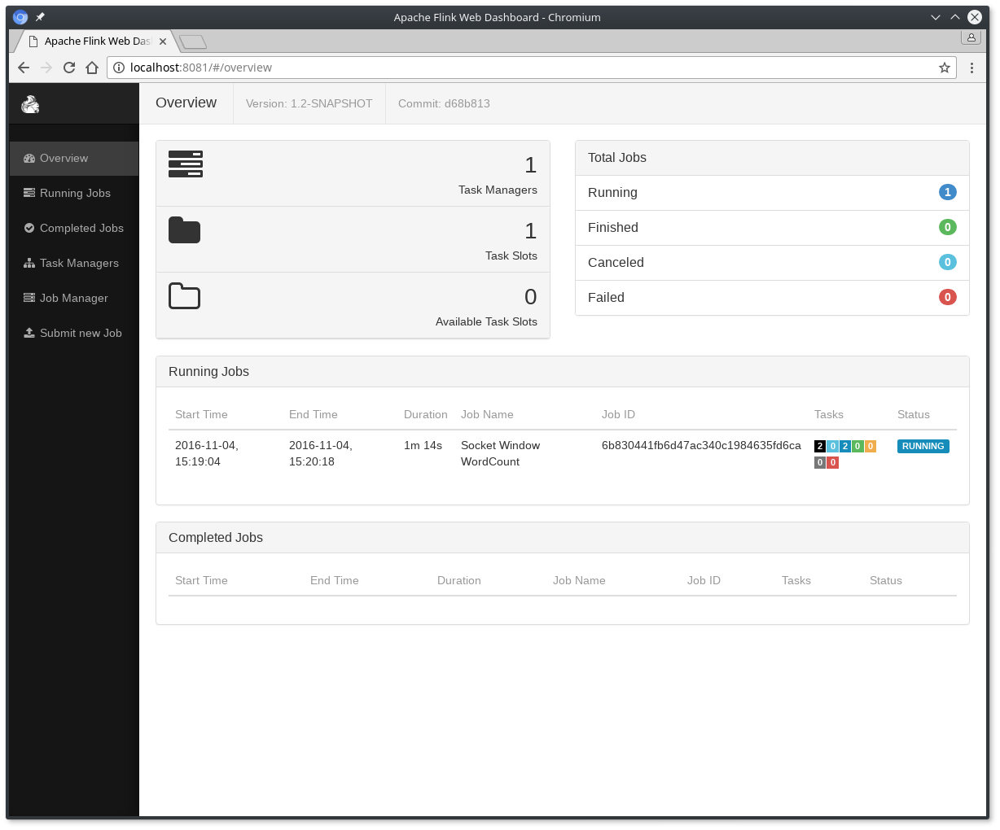 Apache Flink Web Dashboard - Chromium
Apache Flink Web Das
localhost:8081/#/overview
Overview
Version: 1.2-SNAPSHOT
Commit: d68b813
Overview
Running Jobs
Completed Jobs
Task Managers
Job Manager
Submit new Job
1
Task Managers
1
Task Slots
0
Available Task Slots
Total Jobs
Running 1
Finished 0
Canceled 0
Failed 0
Running Jobs
Start Time End Time Duration Job Name Job ID Tasks Status
2016-11-04, 2016-11-04, 1m 14s Socket Window 6b830441fb6d47ac340c1984635fd6ca 2 0 2 0 0 RUNNING
15:19:04 15:20:18 WordCount 0 0
Completed Jobs
Start Time End Time Duration Job Name Job ID Tasks Status